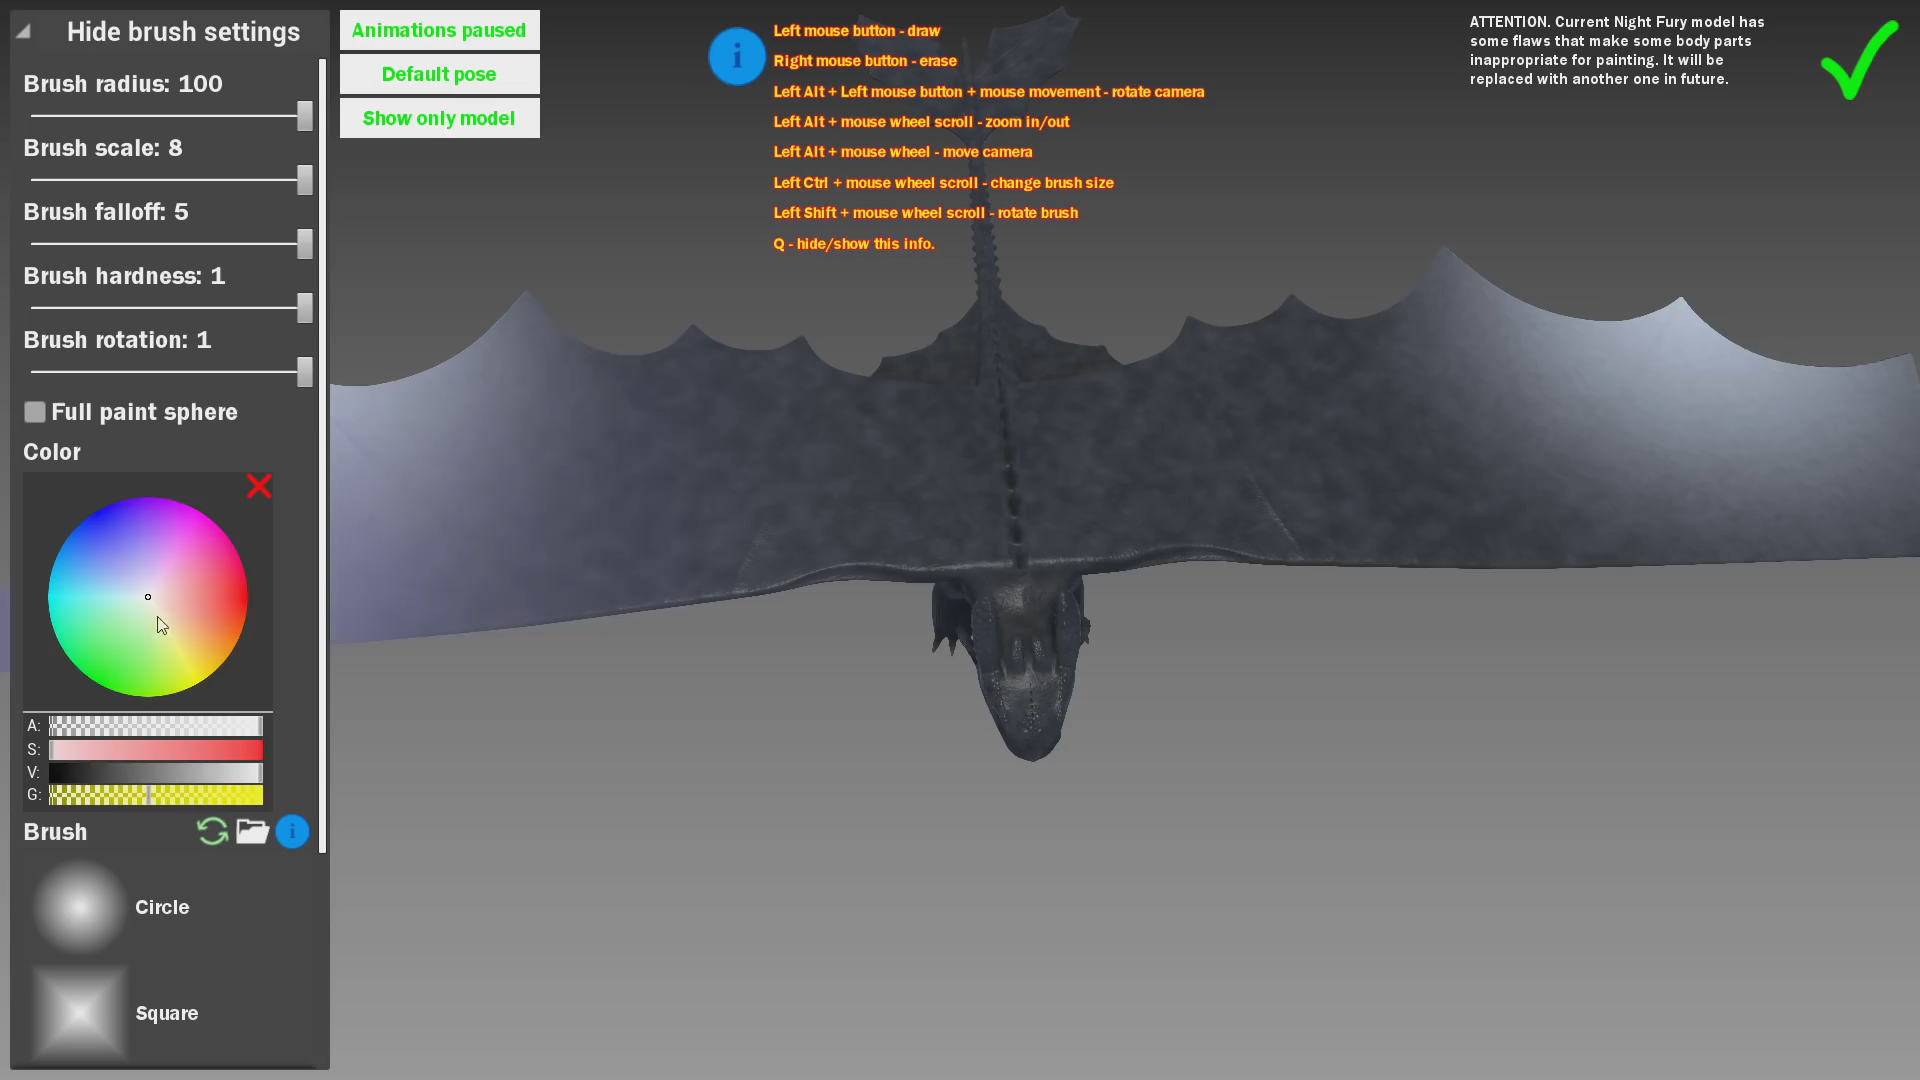 Hide brush settings
Brush radius: 100
Brush scale: 8
Brush falloff: 5
Brush hardness: 1
Brush rotation: 1
Full paint sphere
Color
A:
S:
V:
G:
Brush
Circle
Square
Animations paused
Default pose
Show only model
Left mouse button - draw
Right mouse button - erase
Left Alt + Left mouse button + mouse movement - rotate camera
Left Alt + mouse wheel scroll - zoom in/out
Left Alt + mouse wheel - move camera
Left Ctrl + mouse wheel scroll - change brush size
Left Shift + mouse wheel scroll - rotate brush
Q - hide/show this info.
ATTENTION. Current Night Fury model has
some flaws that make some body parts
inappropriate for painting. It will be
replaced with another one in future.